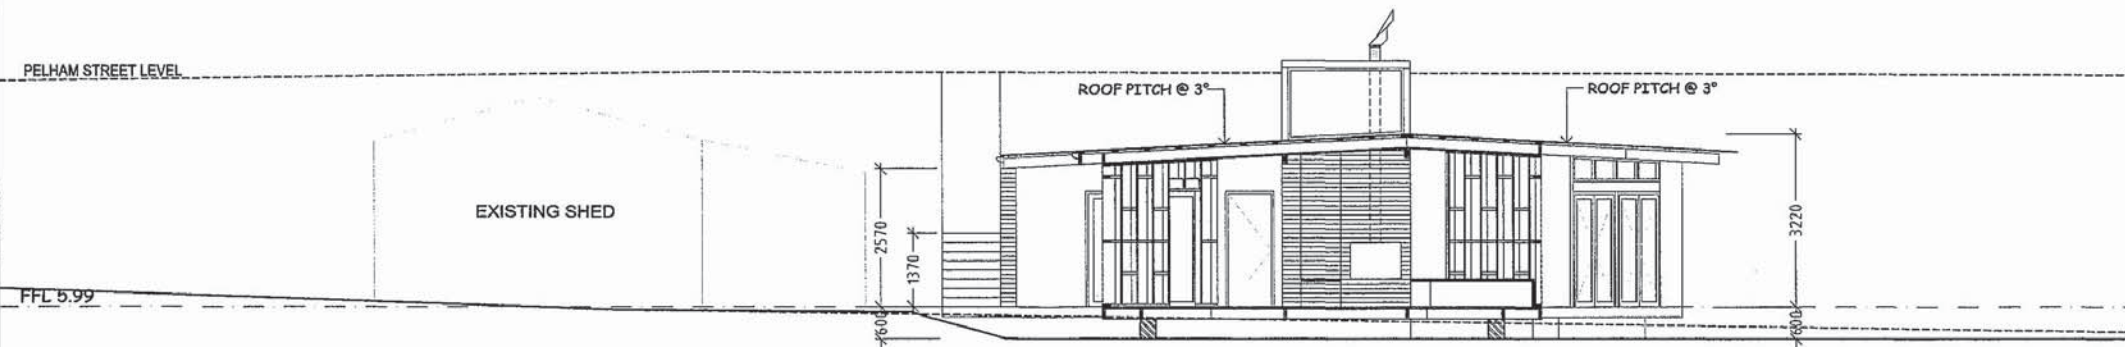 PELHAM STREET LEVEL
ROOF PITCH @ 3°
ROOF PITCH @ 3°
EXISTING SHED
2570
1370
3220
FFL 5.99
600
600